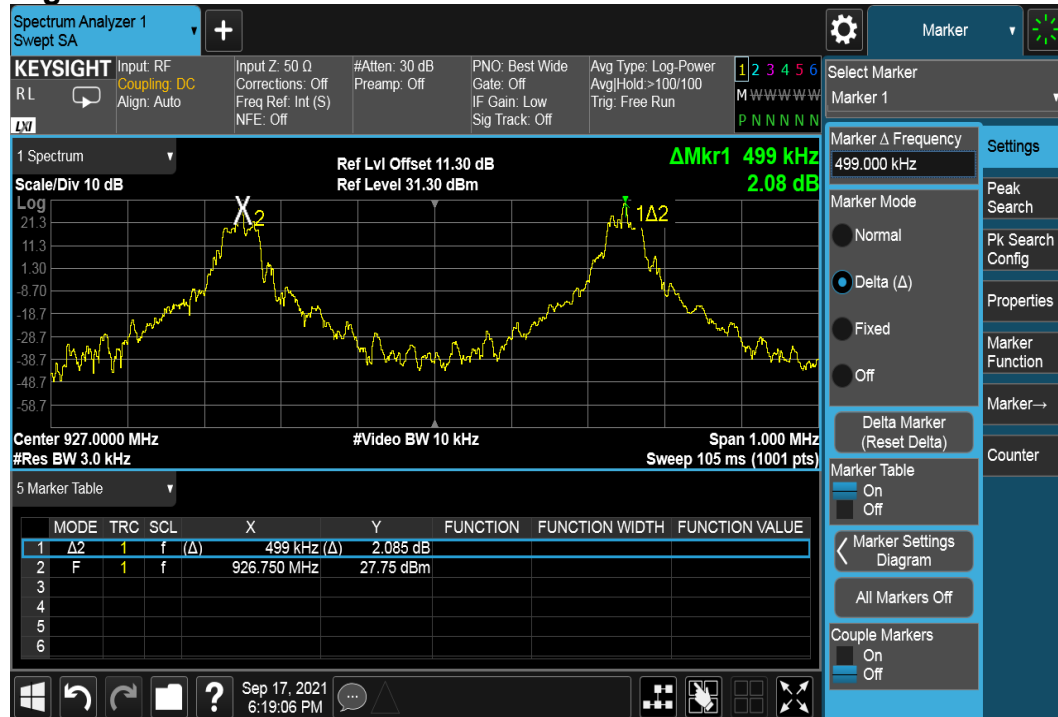 Spectrum Analyzer 1
Swept SA
+
Marker
KEYSIGHT
RL
LXI
Input: RF
Coupling: DC
Align: Auto
Input Z: 50 Ω
Corrections: Off
Freq Ref: Int (S)
NFE: Off
#Atten: 30 dB
Preamp: Off
PNO: Best Wide
Gate: Off
IF Gain: Low
Sig Track: Off
Avg Type: Log-Power
Avg|Hold:>100/100
Trig: Free Run
1 2 3 4 5 6
M W W W W W
P N N N N N
Select Marker
Marker 1
1 Spectrum
Scale/Div 10 dB
Ref Lvl Offset 11.30 dB
Ref Level 31.30 dBm
ΔMkr1 499 kHz
2.08 dB
Log
21.3
11.3
1.30
-8.70
-18.7
-28.7
-38.7
-48.7
-58.7
X2
1Δ2
Center 927.0000 MHz
#Res BW 3.0 kHz
#Video BW 10 kHz
Span 1.000 MHz
Sweep 105 ms (1001 pts)
5 Marker Table
MODE TRC SCL X Y FUNCTION FUNCTION WIDTH FUNCTION VALUE
1 Δ2 1 f (Δ) 499 kHz (Δ) 2.085 dB
2 F 1 f 926.750 MHz 27.75 dBm
3
4
5
6
Marker Δ Frequency
499.000 kHz
Marker Mode
Normal
Delta (Δ)
Fixed
Off
Delta Marker
(Reset Delta)
Marker Table
On
Off
Marker Settings
Diagram
All Markers Off
Couple Markers
On
Off
Settings
Peak
Search
Pk Search
Config
Properties
Marker
Function
Marker→
Counter
?
Sep 17, 2021
6:19:06 PM